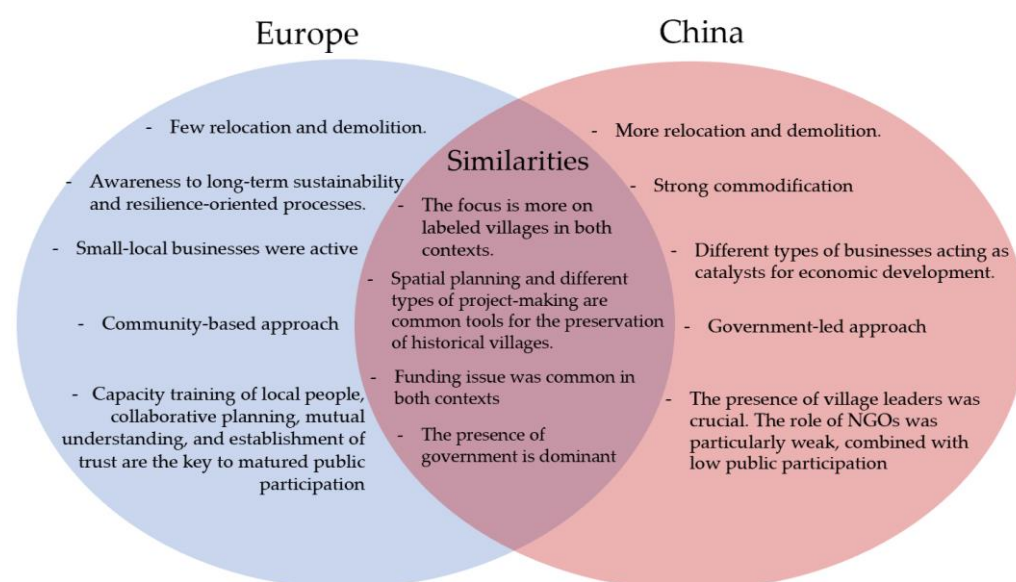 Europe
China
- Few relocation and demolition.
- Awareness to long-term sustainability
and resilience-oriented processes.
- Small-local businesses were active
- Community-based approach
- Capacity training of local people,
collaborative planning, mutual
understanding, and establishment of
trust are the key to matured public
participation
Similarities
- The focus is more on
labeled villages in both
contexts.
- Spatial planning and different
types of project-making are
common tools for the preservation
of historical villages.
- Funding issue was common in
both contexts
- The presence of
government is dominant
- More relocation and demolition.
- Strong commodification
- Different types of businesses acting as
catalysts for economic development.
- Government-led approach
- The presence of village leaders was
crucial. The role of NGOs was
particularly weak, combined with
low public participation